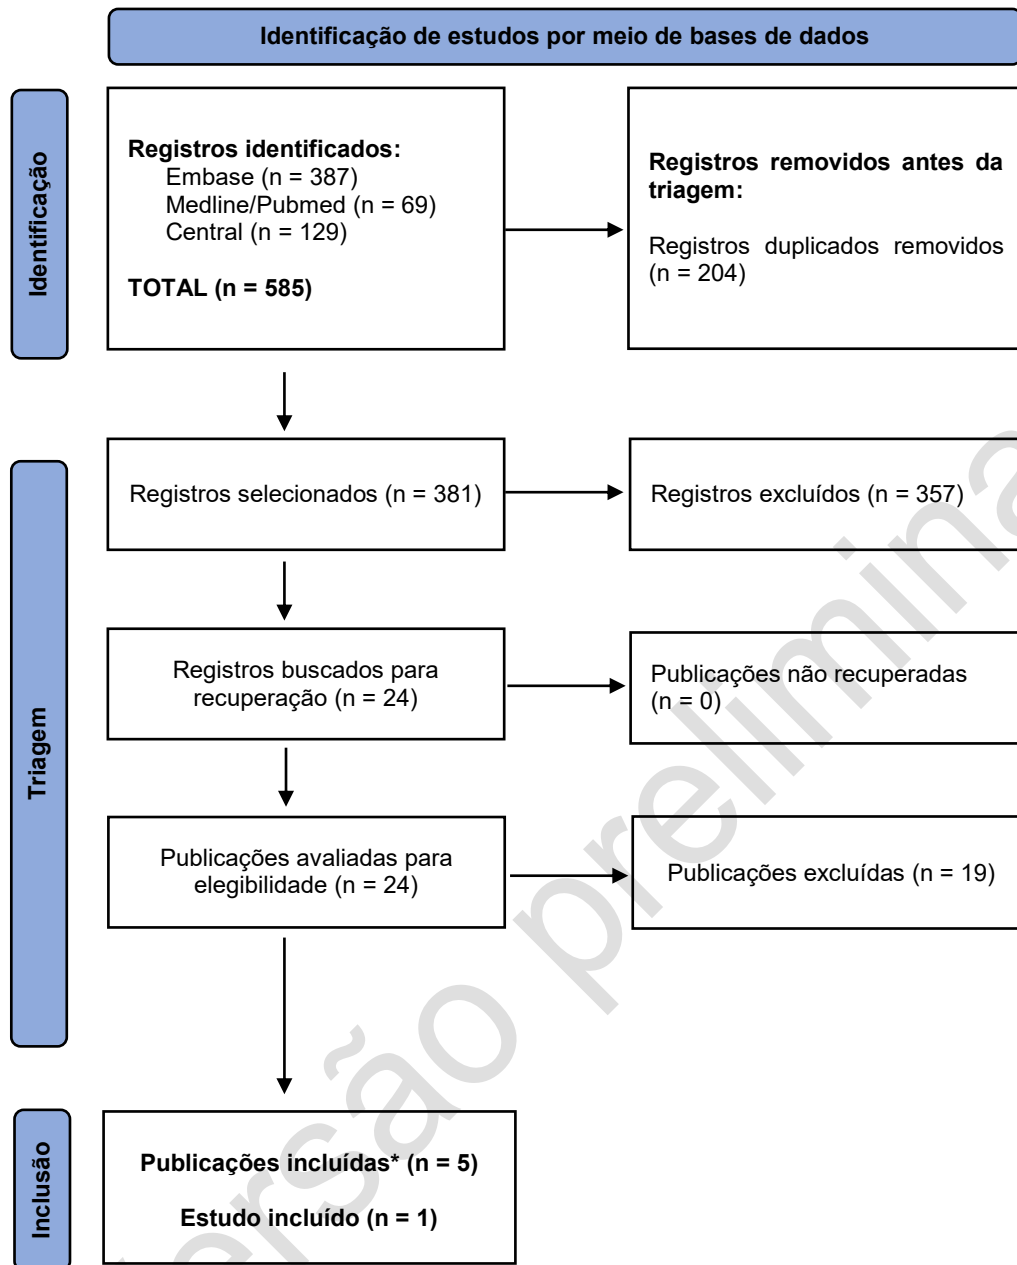 Identificação de estudos por meio de bases de dados
Identificação
Registros identificados:
Embase (n = 387)
Medline/Pubmed (n = 69)
Central (n = 129)
TOTAL (n = 585)
Registros removidos antes da
triagem:
Registros duplicados removidos
(n = 204)
Triagem
Registros selecionados (n = 381)
Registros excluídos (n = 357)
Registros buscados para
recuperação (n = 24)
Publicações não recuperadas
(n = 0)
Publicações avaliadas para
elegibilidade (n = 24)
Publicações excluídas (n = 19)
Inclusão
Publicações incluídas* (n = 5)
Estudo incluído (n = 1)